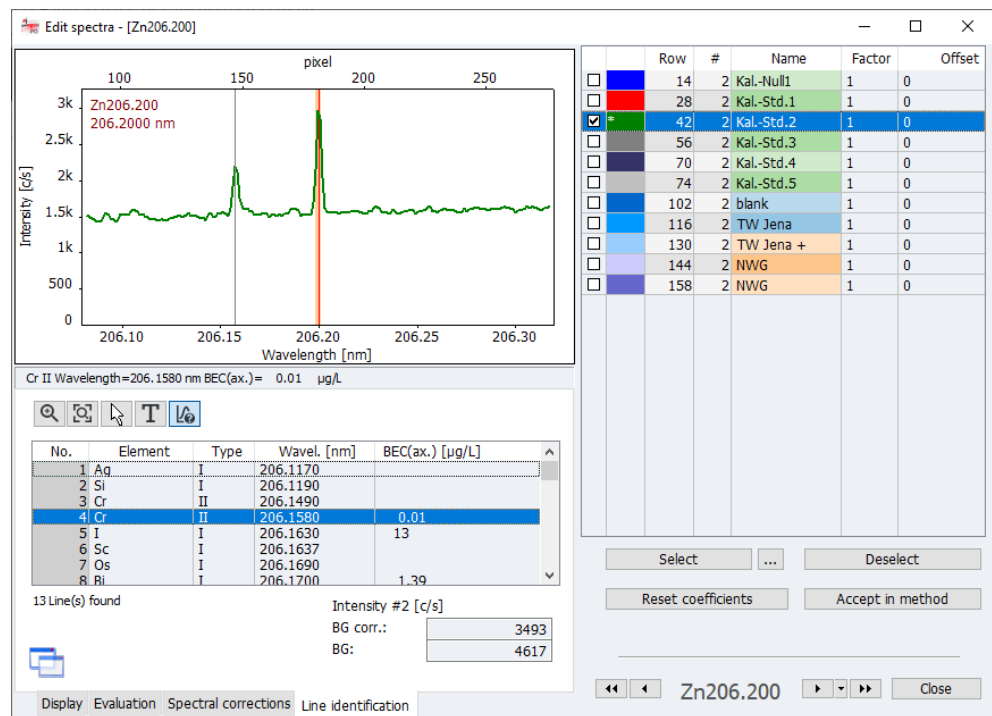 Edit spectra - [Zn206.200]
pixel
100 150 200 250
Zn206.200
206.2000 nm
Intensity [c/s]
3k
2.5k
2k
1.5k
1k
500
0
206.10 206.15 206.20 206.25 206.30
Wavelength [nm]
Cr II Wavelength=206.1580 nm BEC(ax.)= 0.01 µg/L
T
No. Element Type Wavel. [nm] BEC(ax.) [µg/L]
1 Ag I 206.1170
2 Si I 206.1190
3 Cr II 206.1490
4 Cr II 206.1580 0.01
5 I I 206.1630 13
6 Sc I 206.1637
7 Os I 206.1690
8 Bi I 206.1700 1.39
13 Line(s) found
Intensity #2 [c/s]
BG corr.: 3493
BG: 4617
Display Evaluation Spectral corrections Line identification
Row # Name Factor Offset
14 2 Kal.-Null1 1 0
28 2 Kal.-Std.1 1 0
* 42 2 Kal.-Std.2 1 0
56 2 Kal.-Std.3 1 0
70 2 Kal.-Std.4 1 0
74 2 Kal.-Std.5 1 0
102 2 blank 1 0
116 2 TW Jena 1 0
130 2 TW Jena + 1 0
144 2 NWG 1 0
158 2 NWG 1 0
Select ... Deselect
Reset coefficients Accept in method
Zn206.200 Close